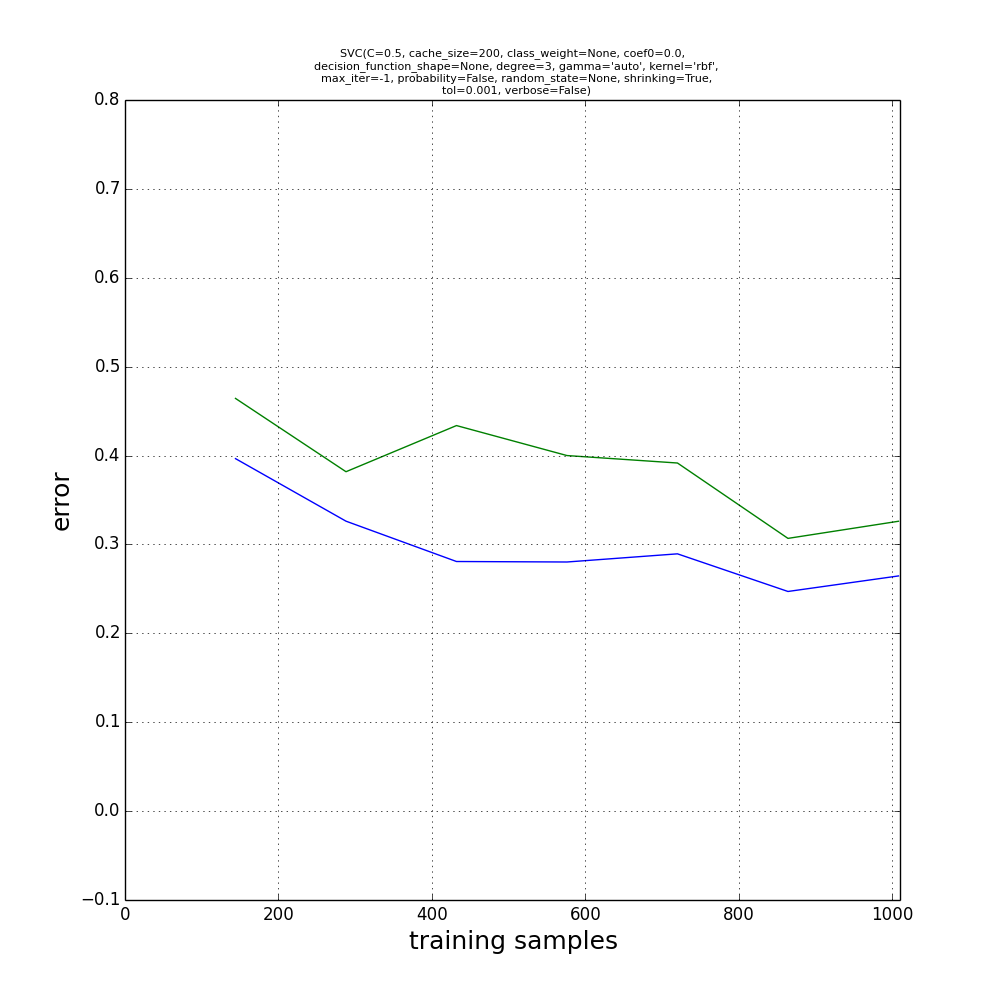 SVC(C=0.5, cache_size=200, class_weight=None, coef0=0.0,
decision_function_shape=None, degree=3, gamma='auto', kernel='rbf',
max_iter=-1, probability=False, random_state=None, shrinking=True,
tol=0.001, verbose=False)
0.8
0.7
0.6
0.5
0.4
0.3
0.2
0.1
0.0
−0.1
error
0 200 400 600 800 1000
training samples